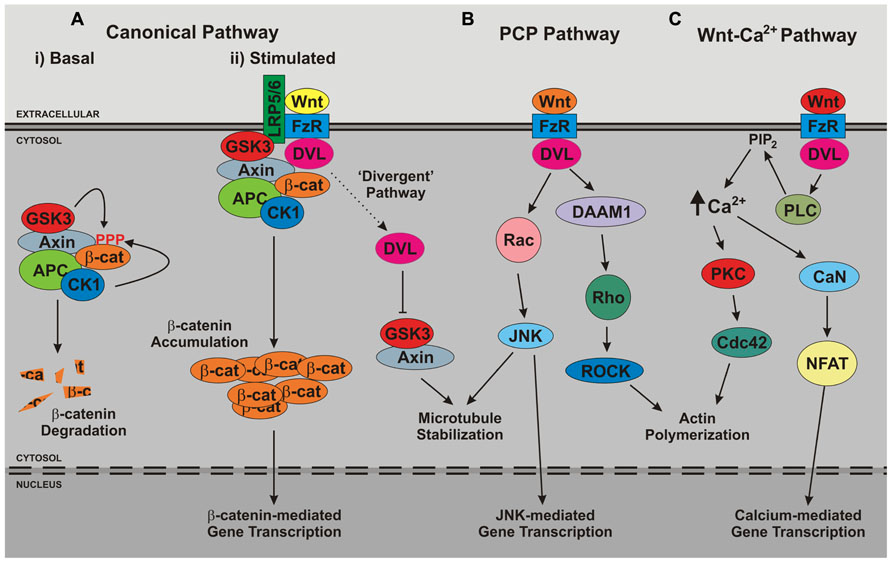 A
Canonical Pathway
i) Basal
ii) Stimulated
B
PCP Pathway
C
Wnt-Ca²⁺ Pathway
EXTRACELLULAR
CYTOSOL
LRP5/6
Wnt
FzR
DVL
GSK3
Axin
β-cat
APC
CK1
'Divergent'
Pathway
DVL
GSK3
Axin
GSK3
Axin
PPP
β-cat
APC
CK1
-ca
t
-c
β-c
β-catenin
Degradation
β-catenin
Accumulation
β-cat
β-c
β-cat
β-cat
β-cat
β-cat
β-cat
Microtubule
Stabilization
Wnt
FzR
DVL
Rac
DAAM1
Rho
JNK
ROCK
Actin
Polymerization
Wnt
FzR
DVL
PIP₂
PLC
Ca²⁺
PKC
CaN
Cdc42
NFAT
CYTOSOL
NUCLEUS
β-catenin-mediated
Gene Transcription
JNK-mediated
Gene Transcription
Calcium-mediated
Gene Transcription